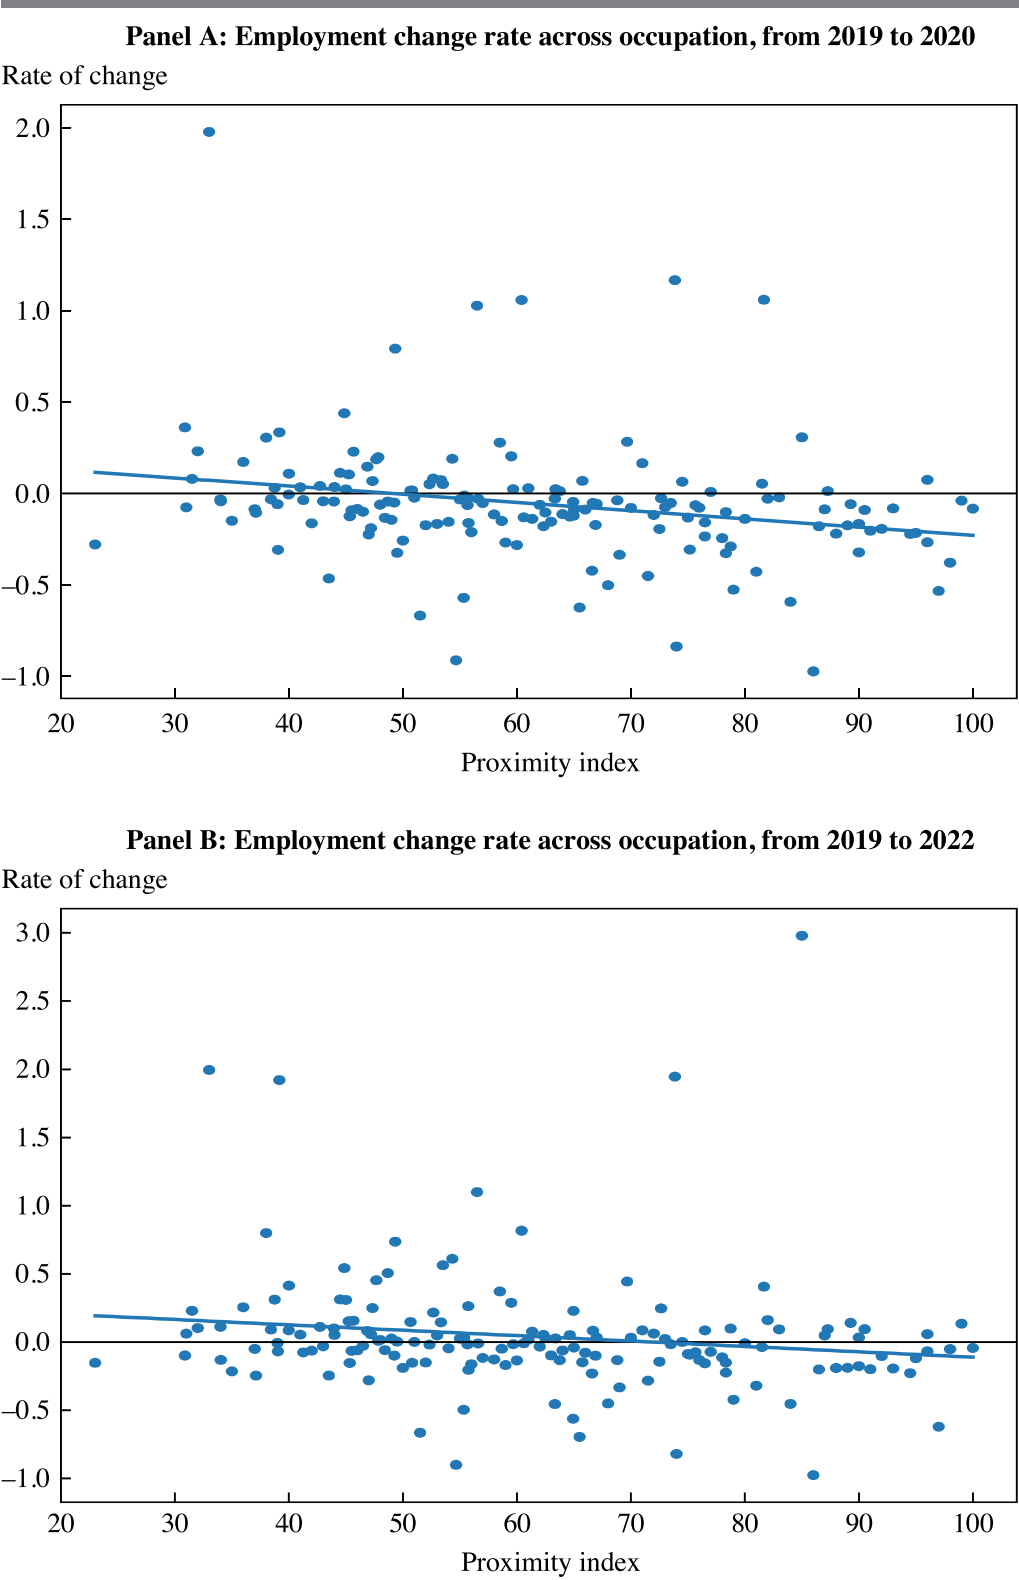 Panel A: Employment change rate across occupation, from 2019 to 2020
Rate of change
2.0
1.5
1.0
0.5
0.0
–0.5
–1.0
20 30 40 50 60 70 80 90 100
Proximity index
Panel B: Employment change rate across occupation, from 2019 to 2022
Rate of change
3.0
2.5
2.0
1.5
1.0
0.5
0.0
–0.5
–1.0
20 30 40 50 60 70 80 90 100
Proximity index